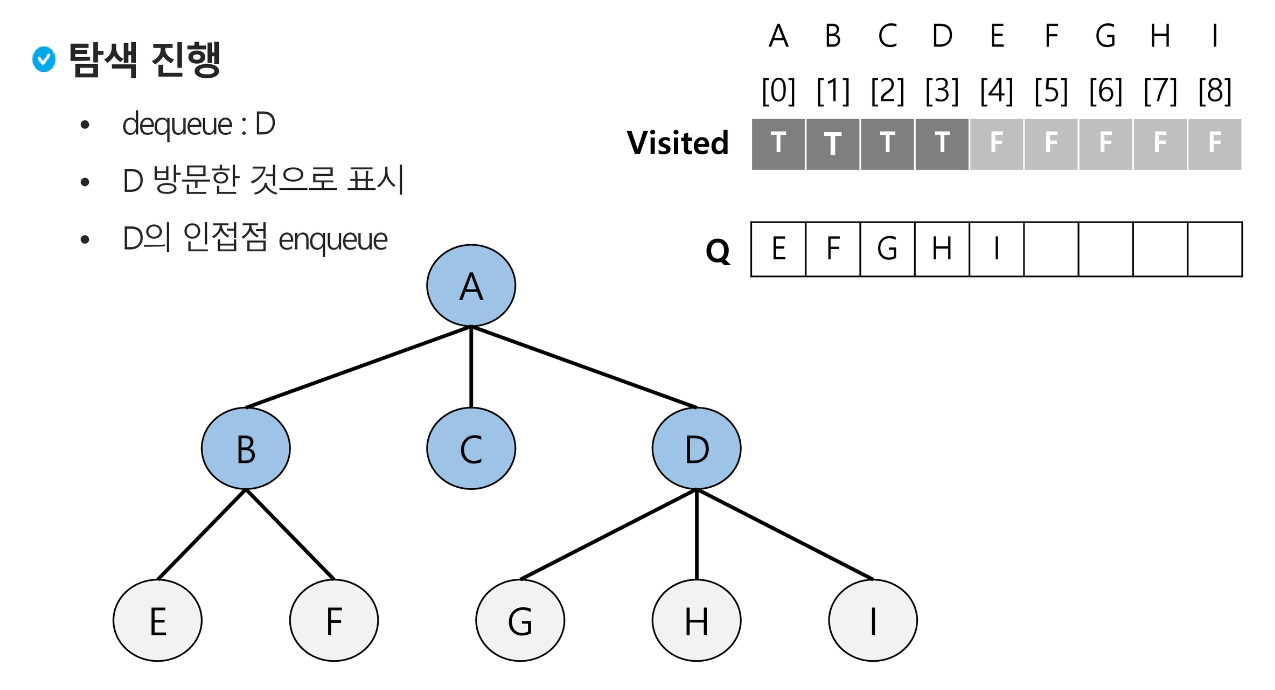 탐색 진행
• dequeue : D
• D 방문한 것으로 표시
• D의 인접점 enqueue
A B C D E F G H I
[0] [1] [2] [3] [4] [5] [6] [7] [8]
Visited T T T T F F F F F
Q E F G H I
A
B C D
E F G H I